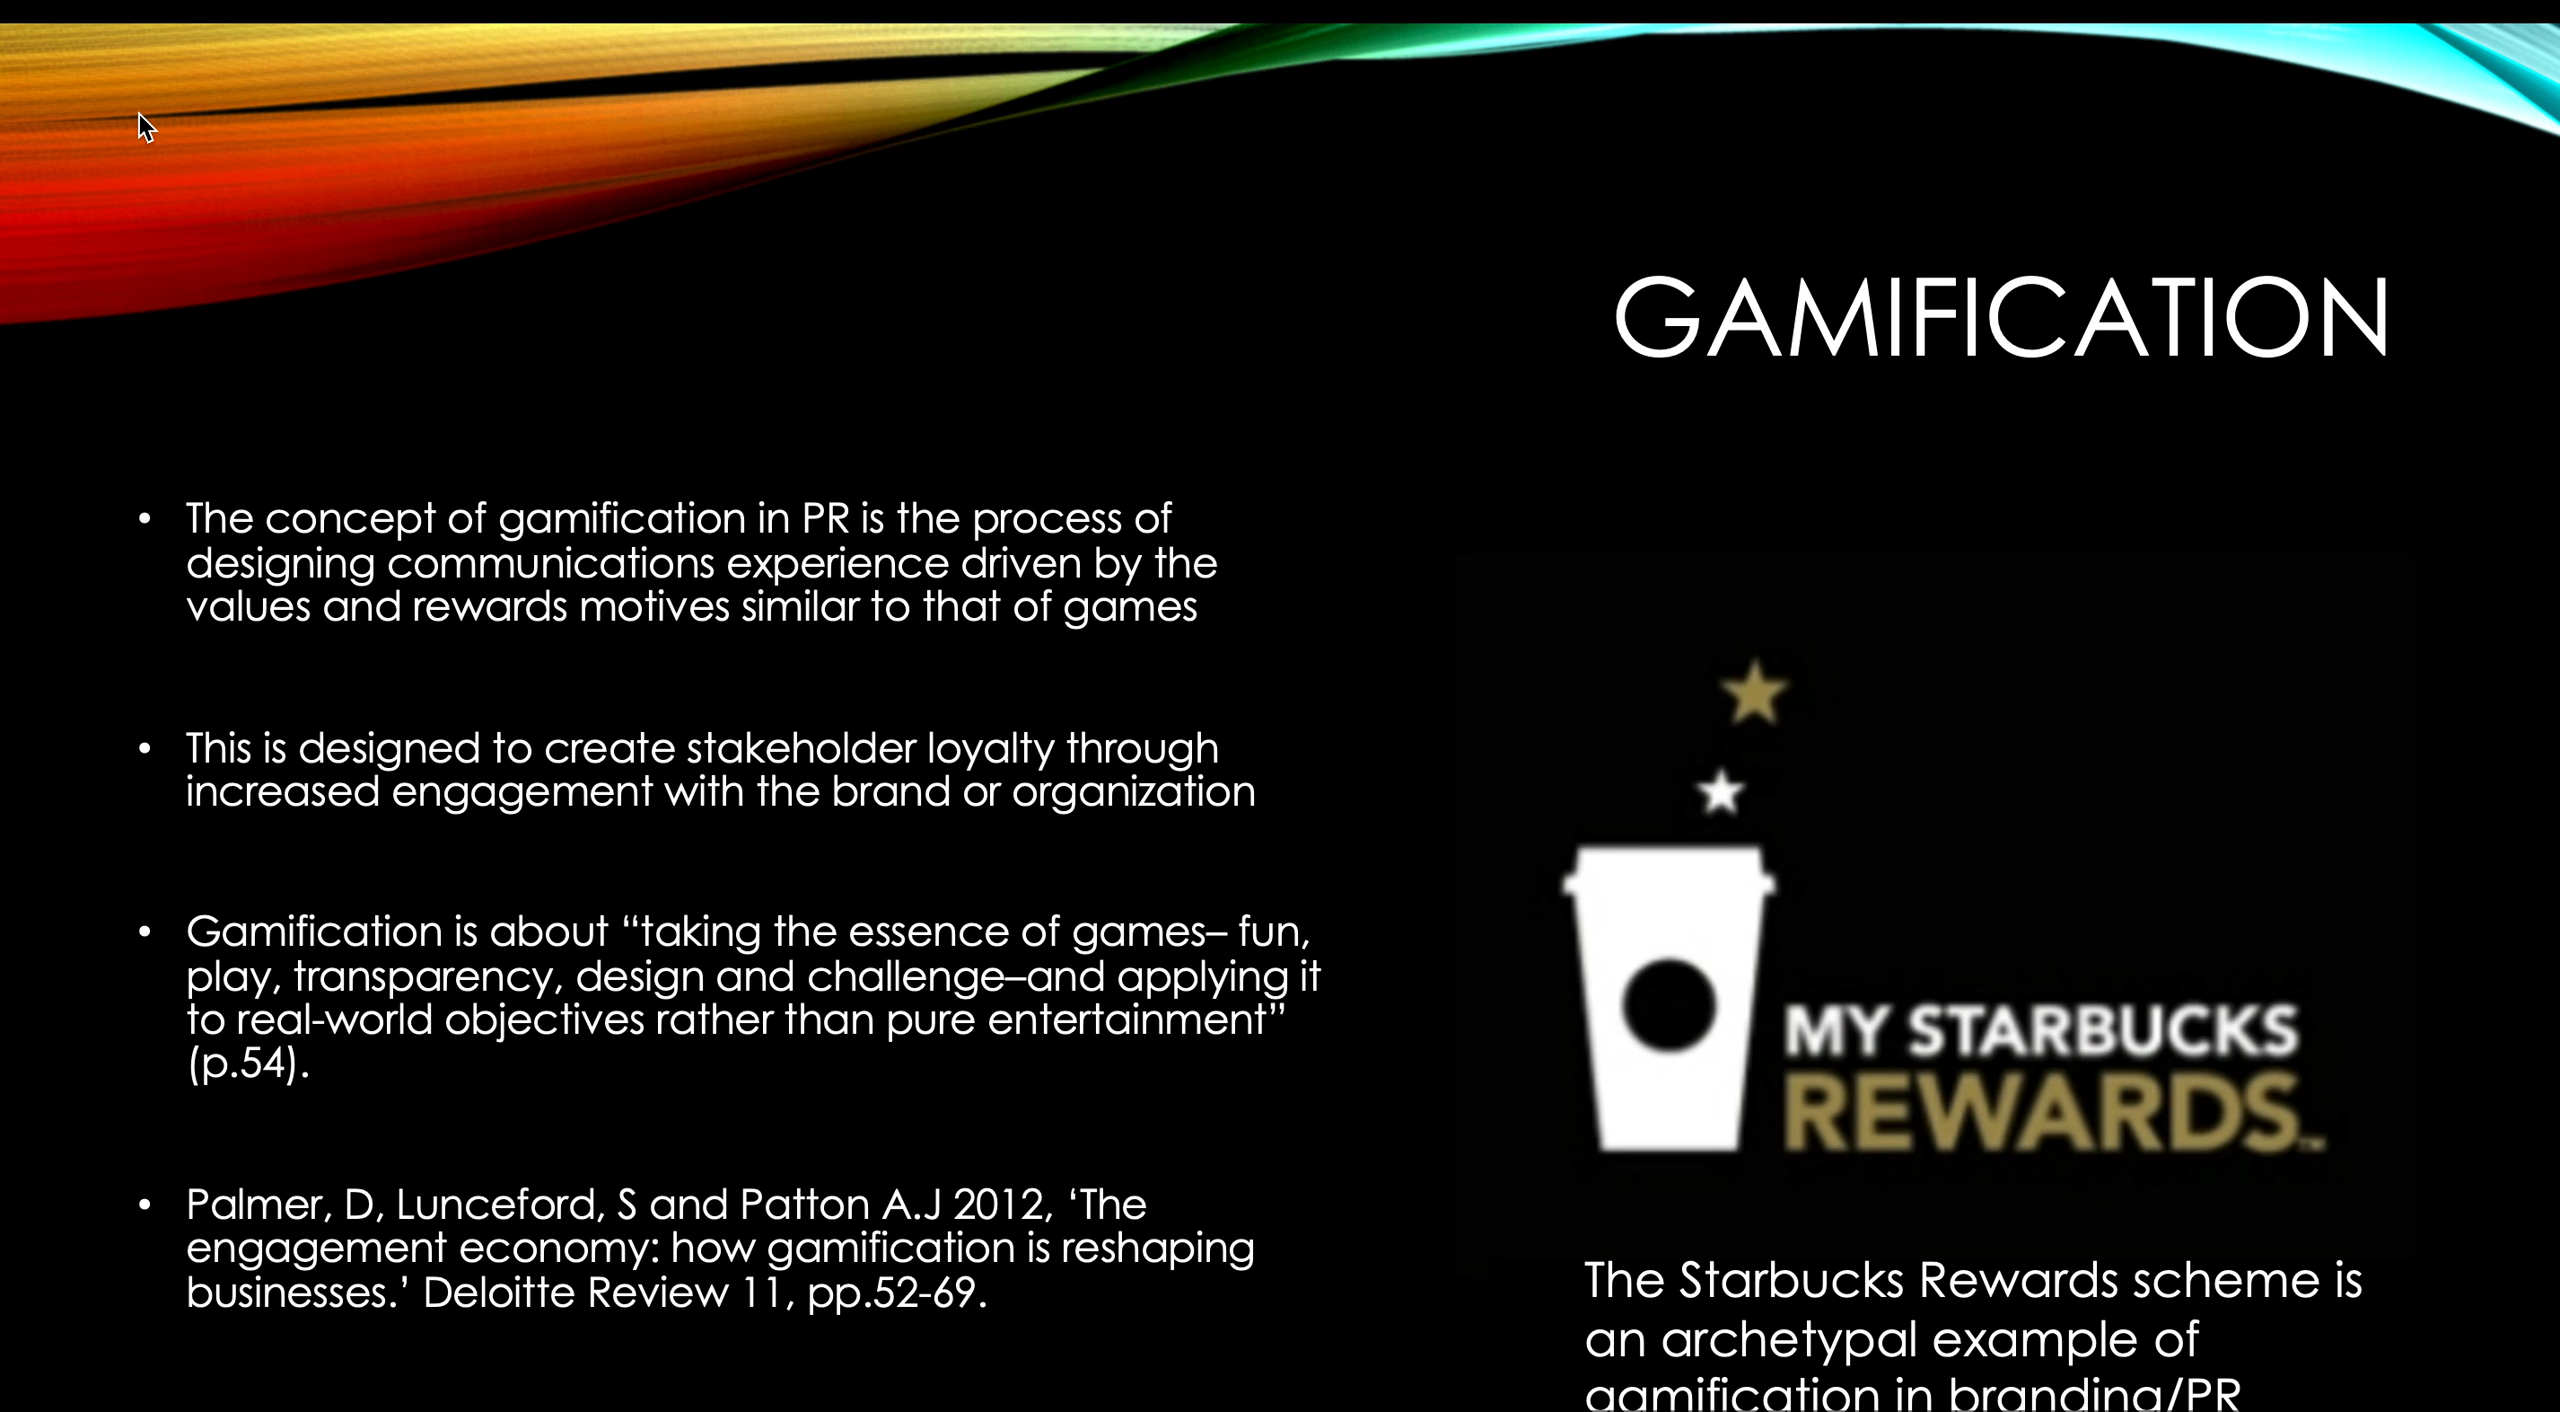 GAMIFICATION
• The concept of gamification in PR is the process of
designing communications experience driven by the
values and rewards motives similar to that of games
• This is designed to create stakeholder loyalty through
increased engagement with the brand or organization
• Gamification is about “taking the essence of games– fun,
play, transparency, design and challenge–and applying it
to real-world objectives rather than pure entertainment”
(p.54).
• Palmer, D, Lunceford, S and Patton A.J 2012, ‘The
engagement economy: how gamification is reshaping
businesses.’ Deloitte Review 11, pp.52-69.
MY STARBUCKS
REWARDS™
The Starbucks Rewards scheme is
an archetypal example of
gamification in branding/PR